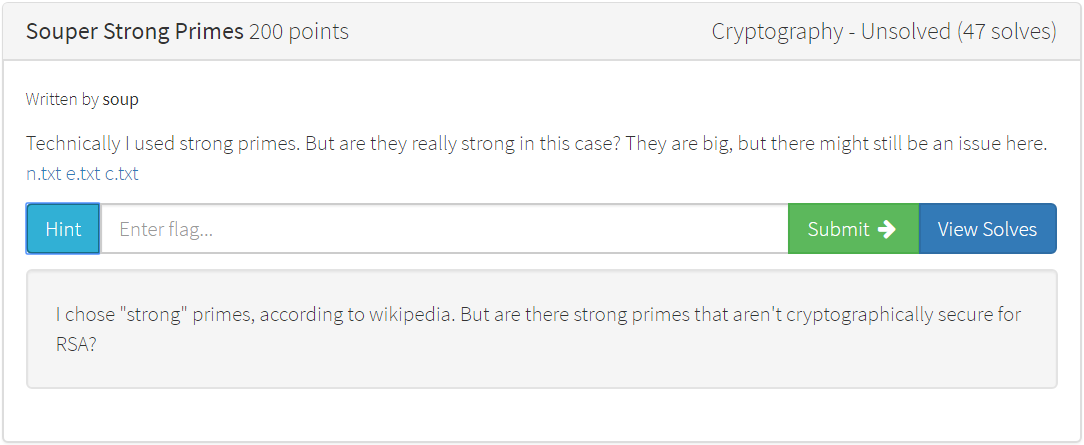 Souper Strong Primes 200 points Cryptography - Unsolved (47 solves)
Written by soup
Technically I used strong primes. But are they really strong in this case? They are big, but there might still be an issue here.
n.txt e.txt c.txt
Hint Enter flag... Submit View Solves
I chose "strong" primes, according to wikipedia. But are there strong primes that aren't cryptographically secure for
RSA?